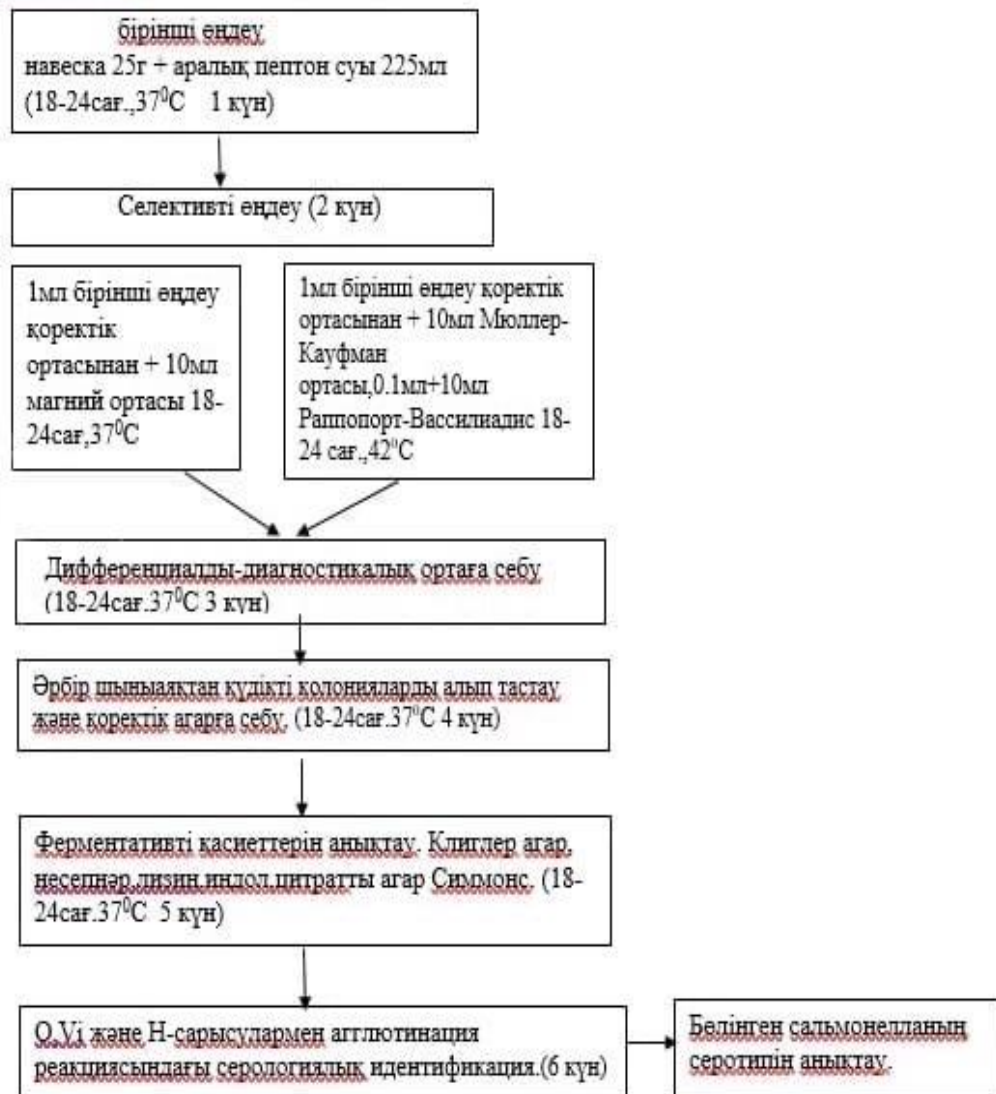 бірінші өңдеу
навеска 25г + аралық пептон суы 225мл
(18-24сағ.,37⁰С 1 күн)
Селективті өңдеу (2 күн)
1мл бірінші өңдеу
қоректік
ортасынан + 10мл
магний ортасы 18-
24сағ,37⁰С
1мл бірінші өңдеу қоректік
ортасынан + 10мл Мюллер-
Кауфман
ортасы,0.1мл+10мл
Раппопорт-Вассилиадис 18-
24 сағ.,42⁰С
Дифференциалды-диагностикалық ортаға себу
(18-24сағ.37⁰С 3 күн)
Әрбір шыныаяктан күдікті колонияларды алып тастау
және қоректік агарға себу. (18-24сағ.37⁰С 4 күн)
Ферментативті қасиеттерін анықтау. Клиглер агар,
несепнәр,лизин,индол,цитратты агар Симмонс. (18-
24сағ.37⁰С 5 күн)
О,Vi және Н-сарысулармен агглютинация
реакциясындағы серологиялық идентификация.(6 күн)
Бөлінген сальмонелланың
серотипін анықтау.